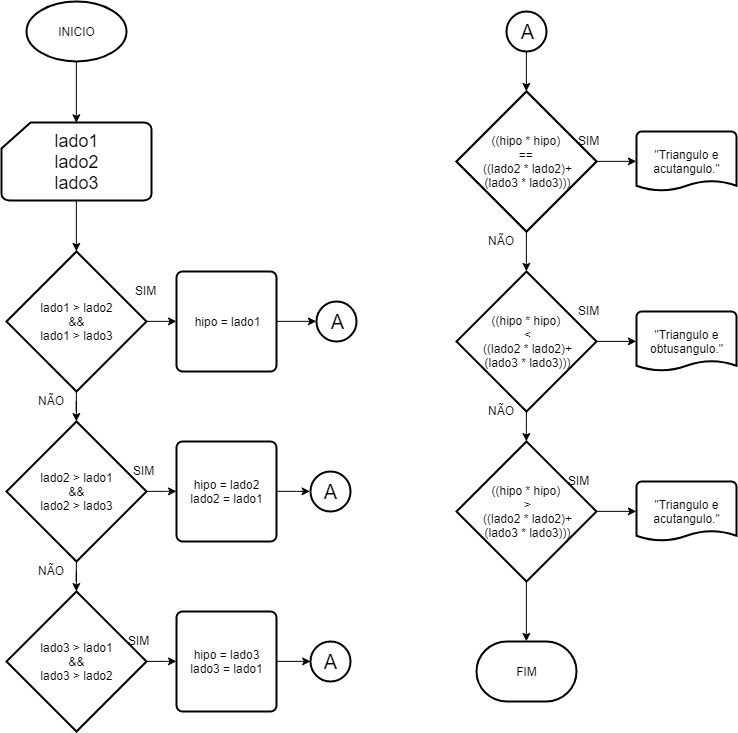 INICIO
lado1
lado2
lado3
lado1 > lado2
&&
lado1 > lado3
SIM
hipo = lado1
A
NÃO
lado2 > lado1
&&
lado2 > lado3
SIM
hipo = lado2
lado2 = lado1
A
NÃO
lado3 > lado1
&&
lado3 > lado2
SIM
hipo = lado3
lado3 = lado1
A
A
((hipo * hipo)
==
((lado2 * lado2)+
(lado3 * lado3)))
SIM
"Triangulo e
acutangulo."
NÃO
((hipo * hipo)
<
((lado2 * lado2)+
(lado3 * lado3)))
SIM
"Triangulo e
obtusangulo."
NÃO
((hipo * hipo)
>
((lado2 * lado2)+
(lado3 * lado3)))
SIM
"Triangulo e
acutangulo."
FIM